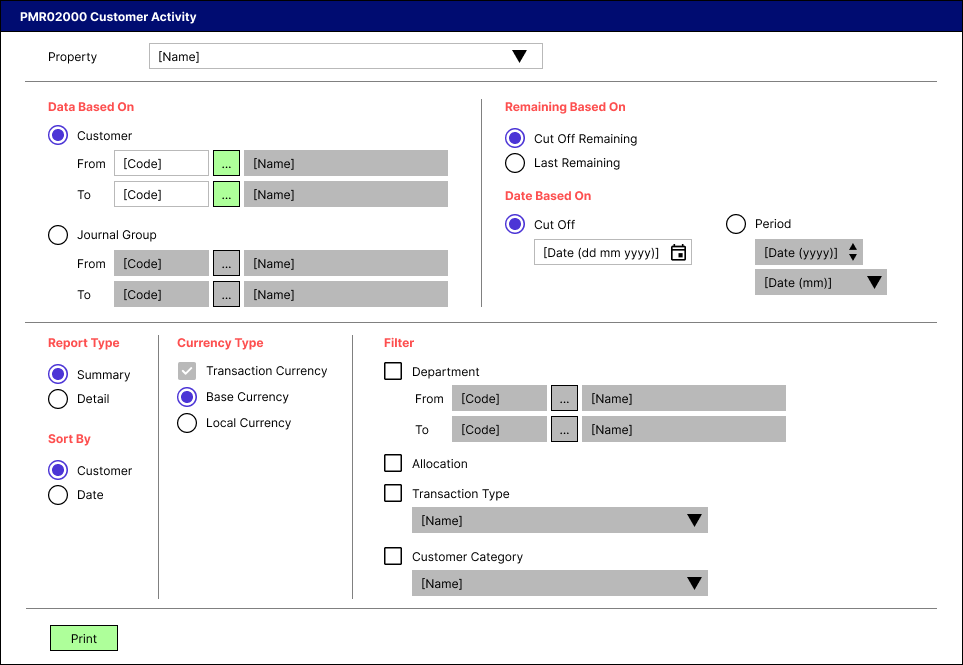 PMR02000 Customer Activity
Property [Name]
Data Based On
Customer
From [Code] ... [Name]
To [Code] ... [Name]
Journal Group
From [Code] ... [Name]
To [Code] ... [Name]
Remaining Based On
Cut Off Remaining
Last Remaining
Date Based On
Cut Off
[Date (dd mm yyyy)]
Period
[Date (yyyy)]
[Date (mm)]
Report Type
Summary
Detail
Sort By
Customer
Date
Currency Type
Transaction Currency
Base Currency
Local Currency
Filter
Department
From [Code] ... [Name]
To [Code] ... [Name]
Allocation
Transaction Type
[Name]
Customer Category
[Name]
Print